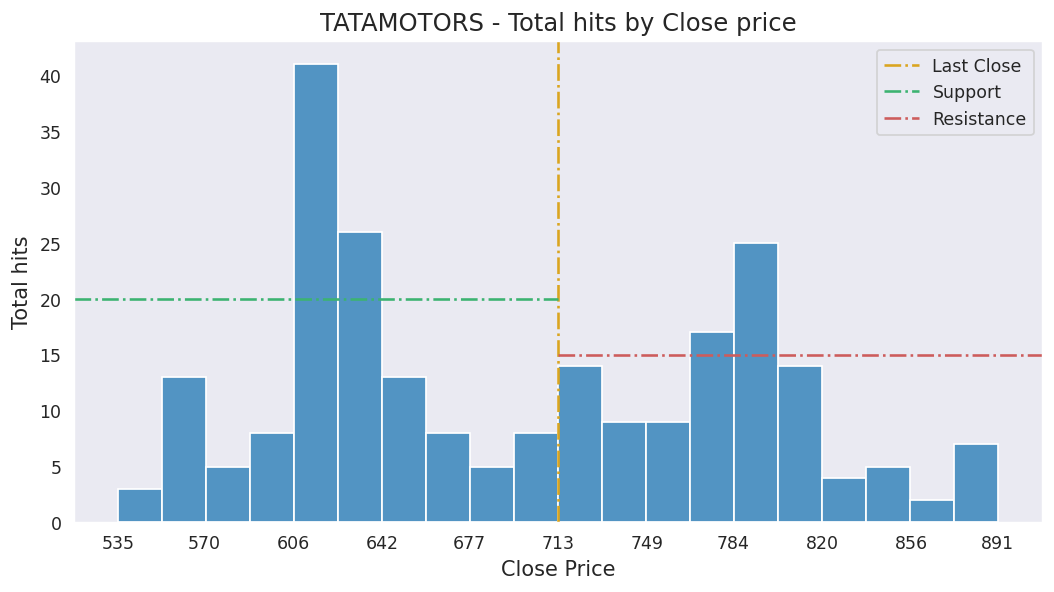 TATAMOTORS - Total hits by Close price
Last Close
Support
Resistance
Total hits
40
35
30
25
20
15
10
5
0
535 570 606 642 677 713 749 784 820 856 891
Close Price